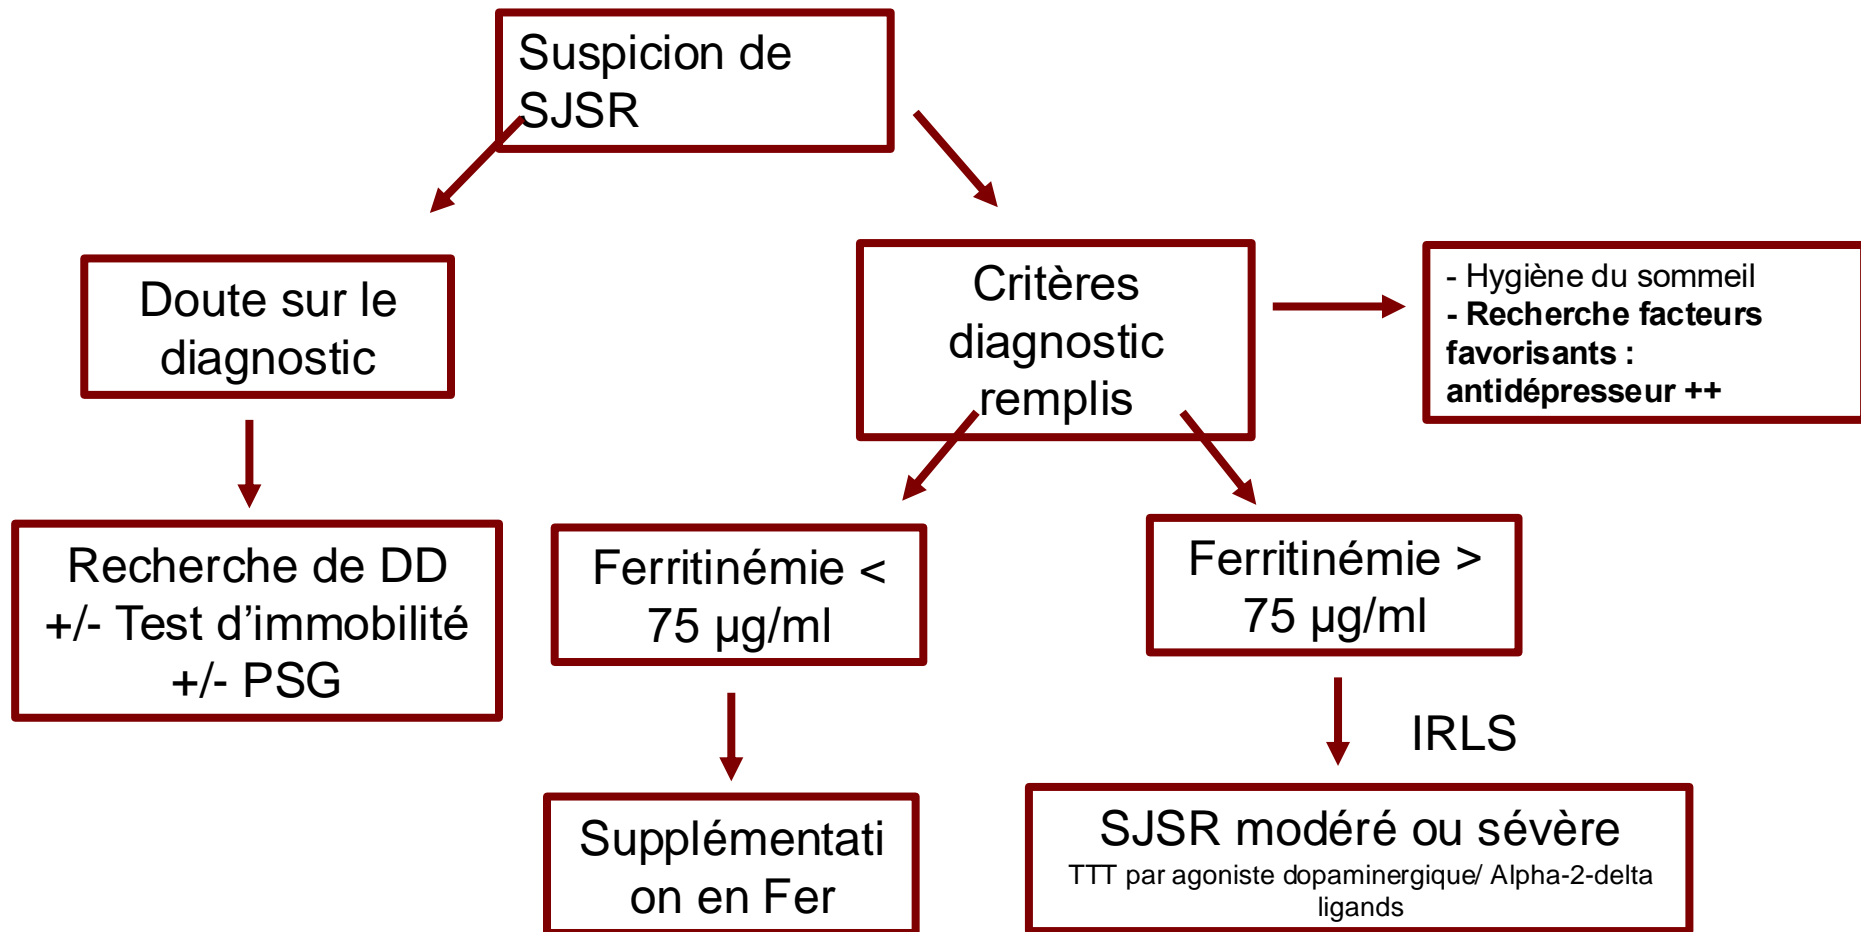 Suspicion de
SJSR
Doute sur le
diagnostic
Critères
diagnostic
remplis
- Hygiène du sommeil
- Recherche facteurs
favorisants :
antidépresseur ++
Recherche de DD
+/- Test d’immobilité
+/- PSG
Ferritinémie <
75 µg/ml
Ferritinémie >
75 µg/ml
IRLS
Supplémentati
on en Fer
SJSR modéré ou sévère
TTT par agoniste dopaminergique/ Alpha-2-delta
ligands